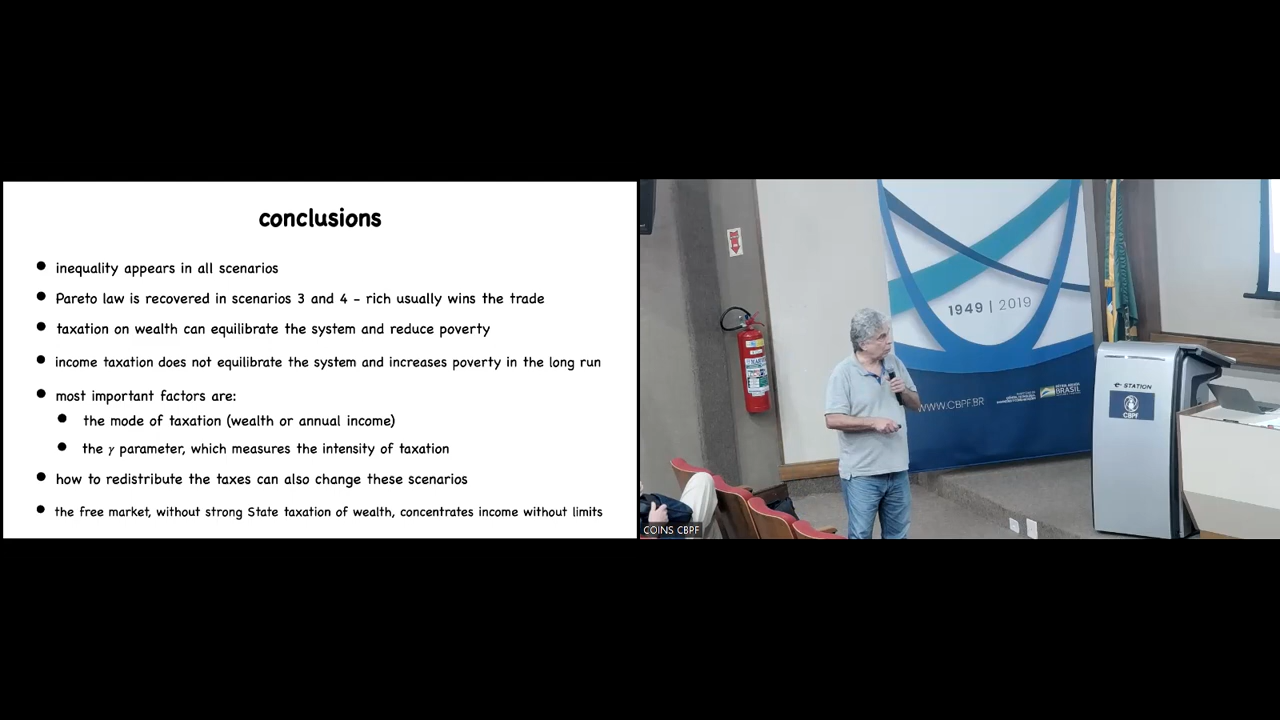 conclusions
● inequality appears in all scenarios
● Pareto law is recovered in scenarios 3 and 4 - rich usually wins the trade
● taxation on wealth can equilibrate the system and reduce poverty
● income taxation does not equilibrate the system and increases poverty in the long run
● most important factors are:
● the mode of taxation (wealth or annual income)
● the γ parameter, which measures the intensity of taxation
● how to redistribute the taxes can also change these scenarios
● the free market, without strong State taxation of wealth, concentrates income without limits
1949 | 2019
WWW.CBPF.BR
BRASIL
STATION
CBPF
COINS CBPF